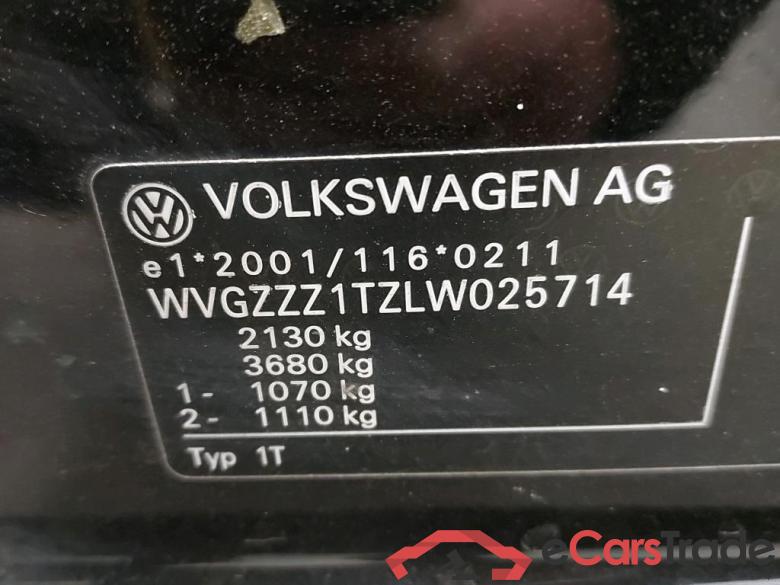 VOLKSWAGEN AG
e1*2001/116*0211
WVGZZZ1TZLW025714
2130 kg
3680 kg
1- 1070 kg
2- 1110 kg
Typ 1T
eCarsTrade